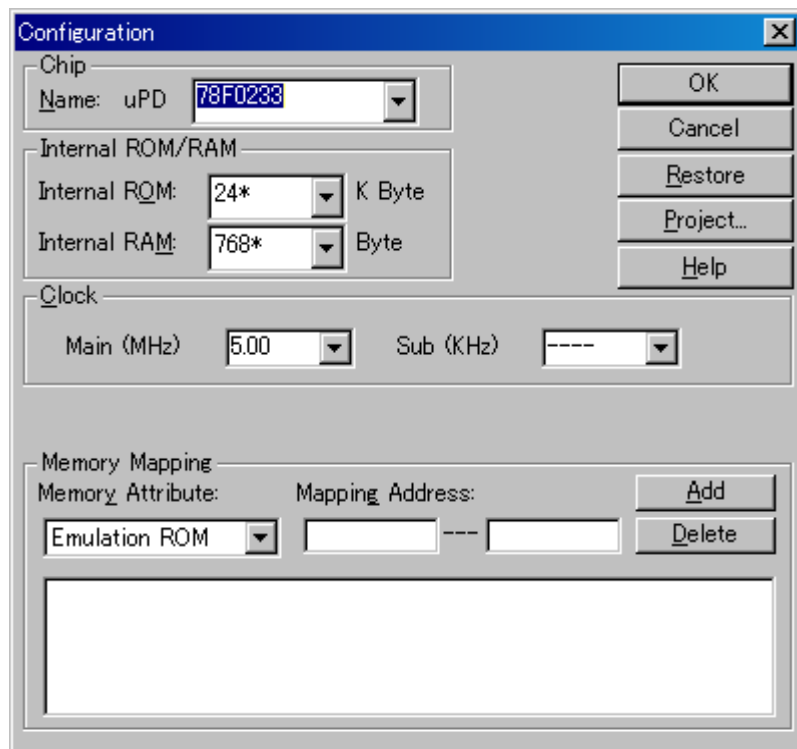 Configuration
Chip
Name: uPD 78F0233
Internal ROM/RAM
Internal ROM: 24* K Byte
Internal RAM: 768* Byte
OK
Cancel
Restore
Project...
Help
Clock
Main (MHz) 5.00 Sub (KHz) ----
Memory Mapping
Memory Attribute: Mapping Address:
Emulation ROM ---
Add
Delete